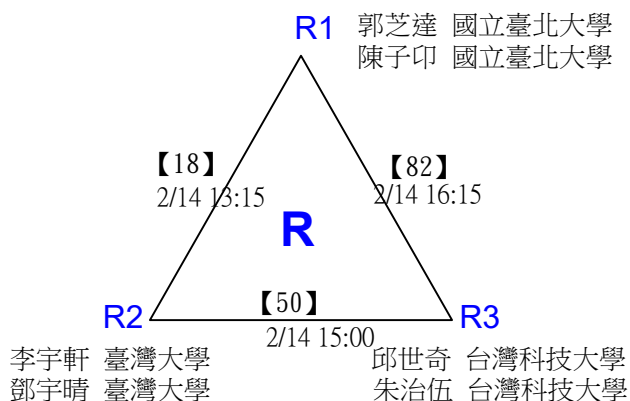 R1 郭芝達 國立臺北大學
陳子印 國立臺北大學
【18】 【82】
2/14 13:15 2/14 16:15
R
【50】
R2 R3
2/14 15:00
李宇軒 臺灣大學 邱世奇 台灣科技大學
鄧宇晴 臺灣大學 朱治伍 台灣科技大學